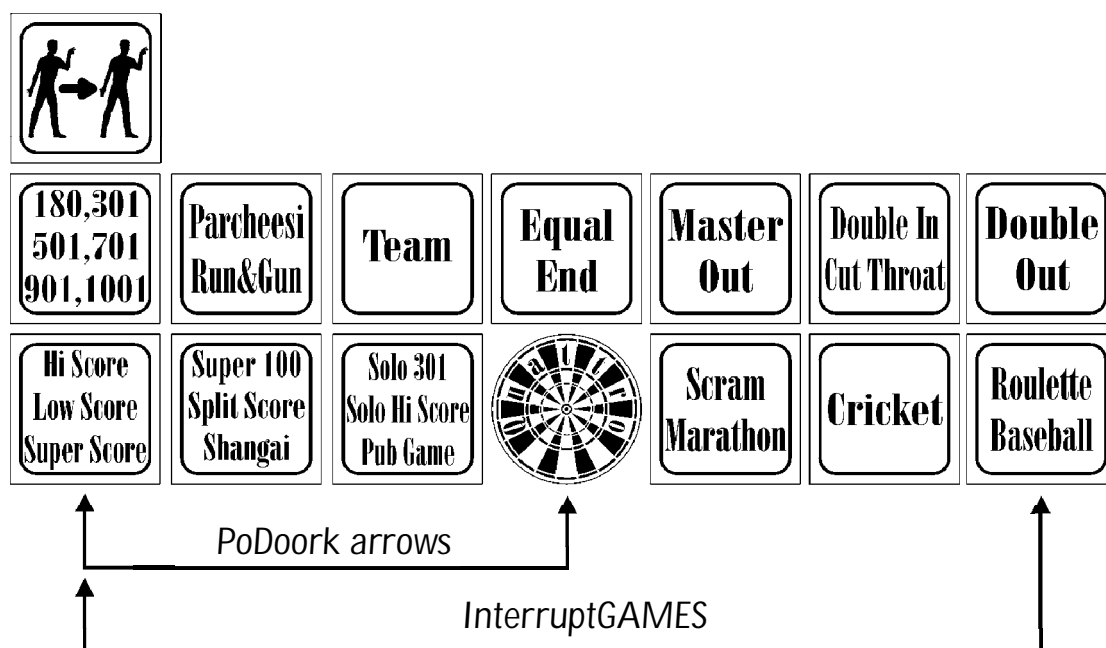 180,301
501,701
901,1001
Parcheesi
Run&Gun
Team
Equal
End
Master
Out
Double In
Cut Throat
Double
Out
Hi Score
Low Score
Super Score
Super 100
Split Score
Shangai
Solo 301
Solo Hi Score
Pub Game
Quattro
Scram
Marathon
Cricket
Roulette
Baseball
PoDoork arrows
InterruptGAMES